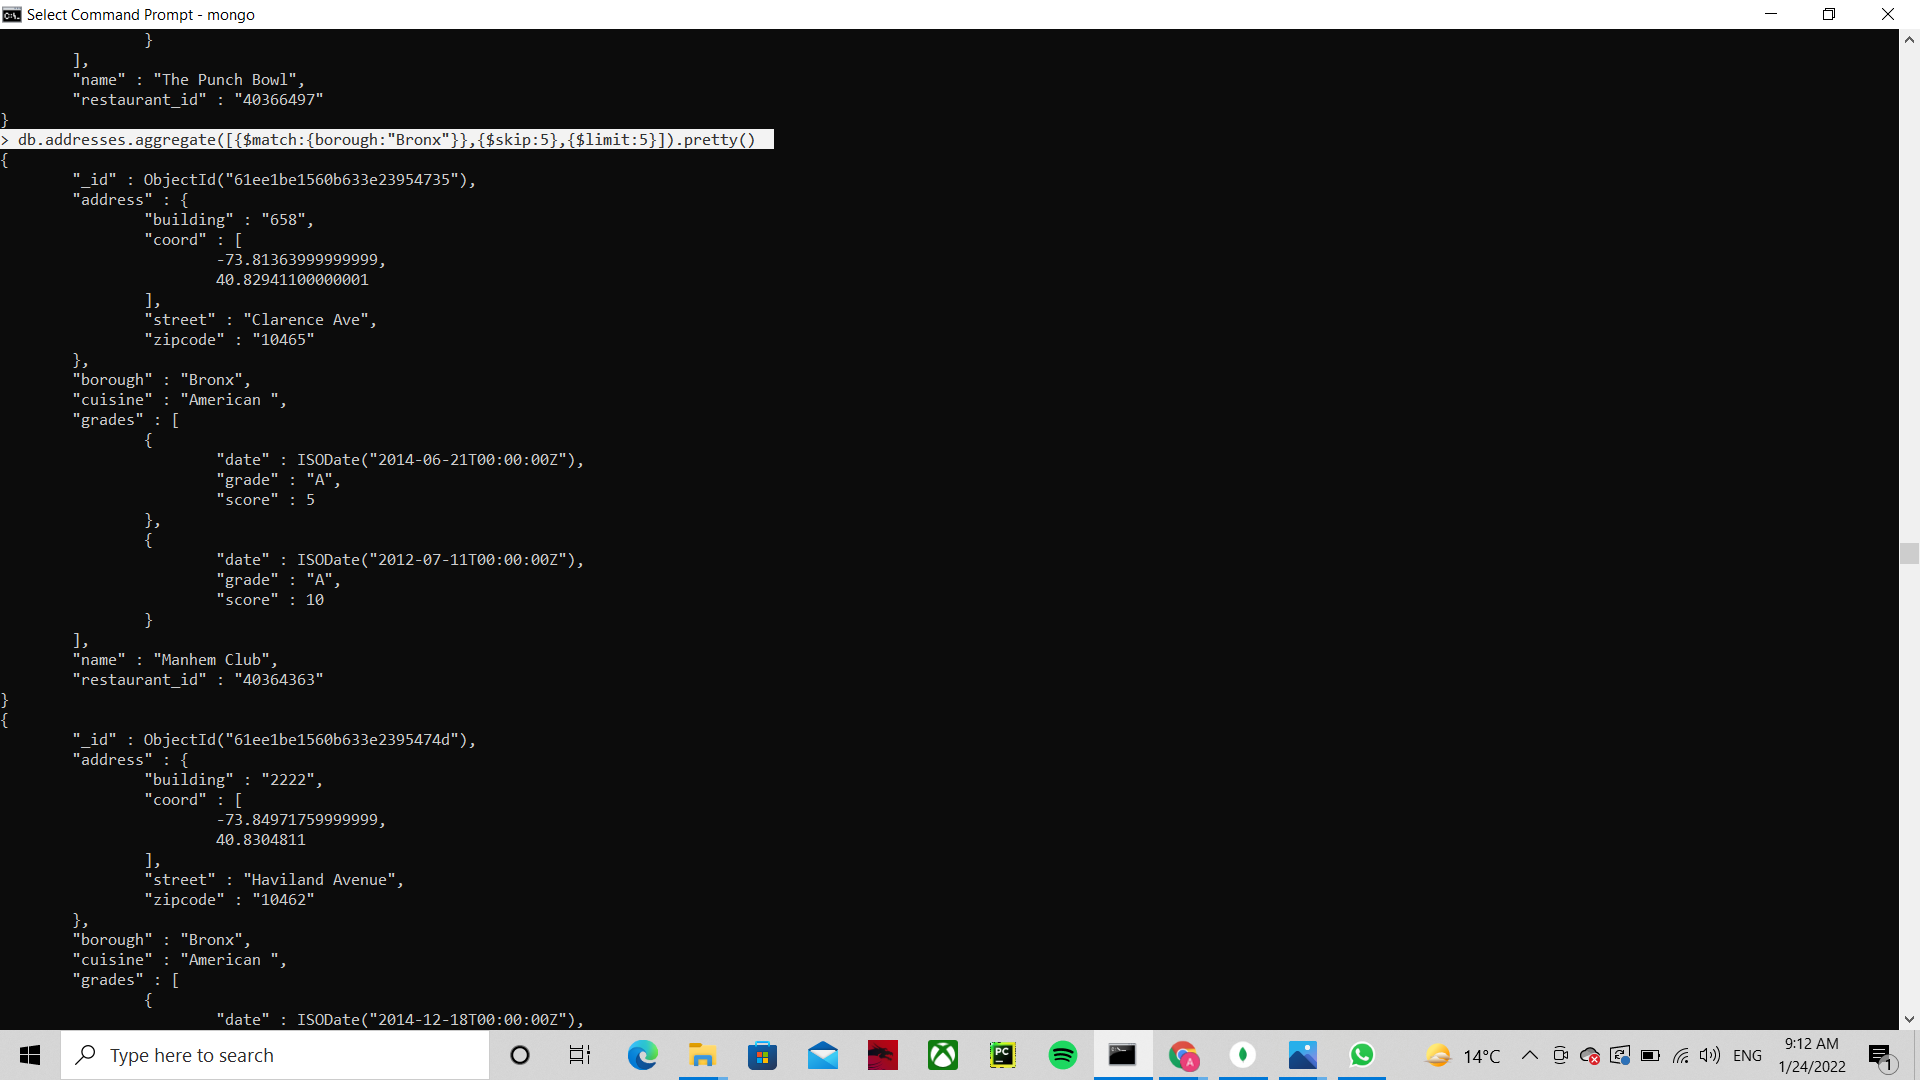 Select Command Prompt - mongo
}
],
"name" : "The Punch Bowl",
"restaurant_id" : "40366497"
}
> db.addresses.aggregate([{$match:{borough:"Bronx"}},{$skip:5},{$limit:5}]).pretty()
{
"_id" : ObjectId("61ee1be1560b633e23954735"),
"address" : {
"building" : "658",
"coord" : [
-73.81363999999999,
40.82941100000001
],
"street" : "Clarence Ave",
"zipcode" : "10465"
},
"borough" : "Bronx",
"cuisine" : "American ",
"grades" : [
{
"date" : ISODate("2014-06-21T00:00:00Z"),
"grade" : "A",
"score" : 5
},
{
"date" : ISODate("2012-07-11T00:00:00Z"),
"grade" : "A",
"score" : 10
}
],
"name" : "Manhem Club",
"restaurant_id" : "40364363"
}
{
"_id" : ObjectId("61ee1be1560b633e2395474d"),
"address" : {
"building" : "2222",
"coord" : [
-73.84971759999999,
40.8304811
],
"street" : "Haviland Avenue",
"zipcode" : "10462"
},
"borough" : "Bronx",
"cuisine" : "American ",
"grades" : [
{
"date" : ISODate("2014-12-18T00:00:00Z"),
Type here to search
PC
A
14°C
ENG
9:12 AM
1/24/2022
1